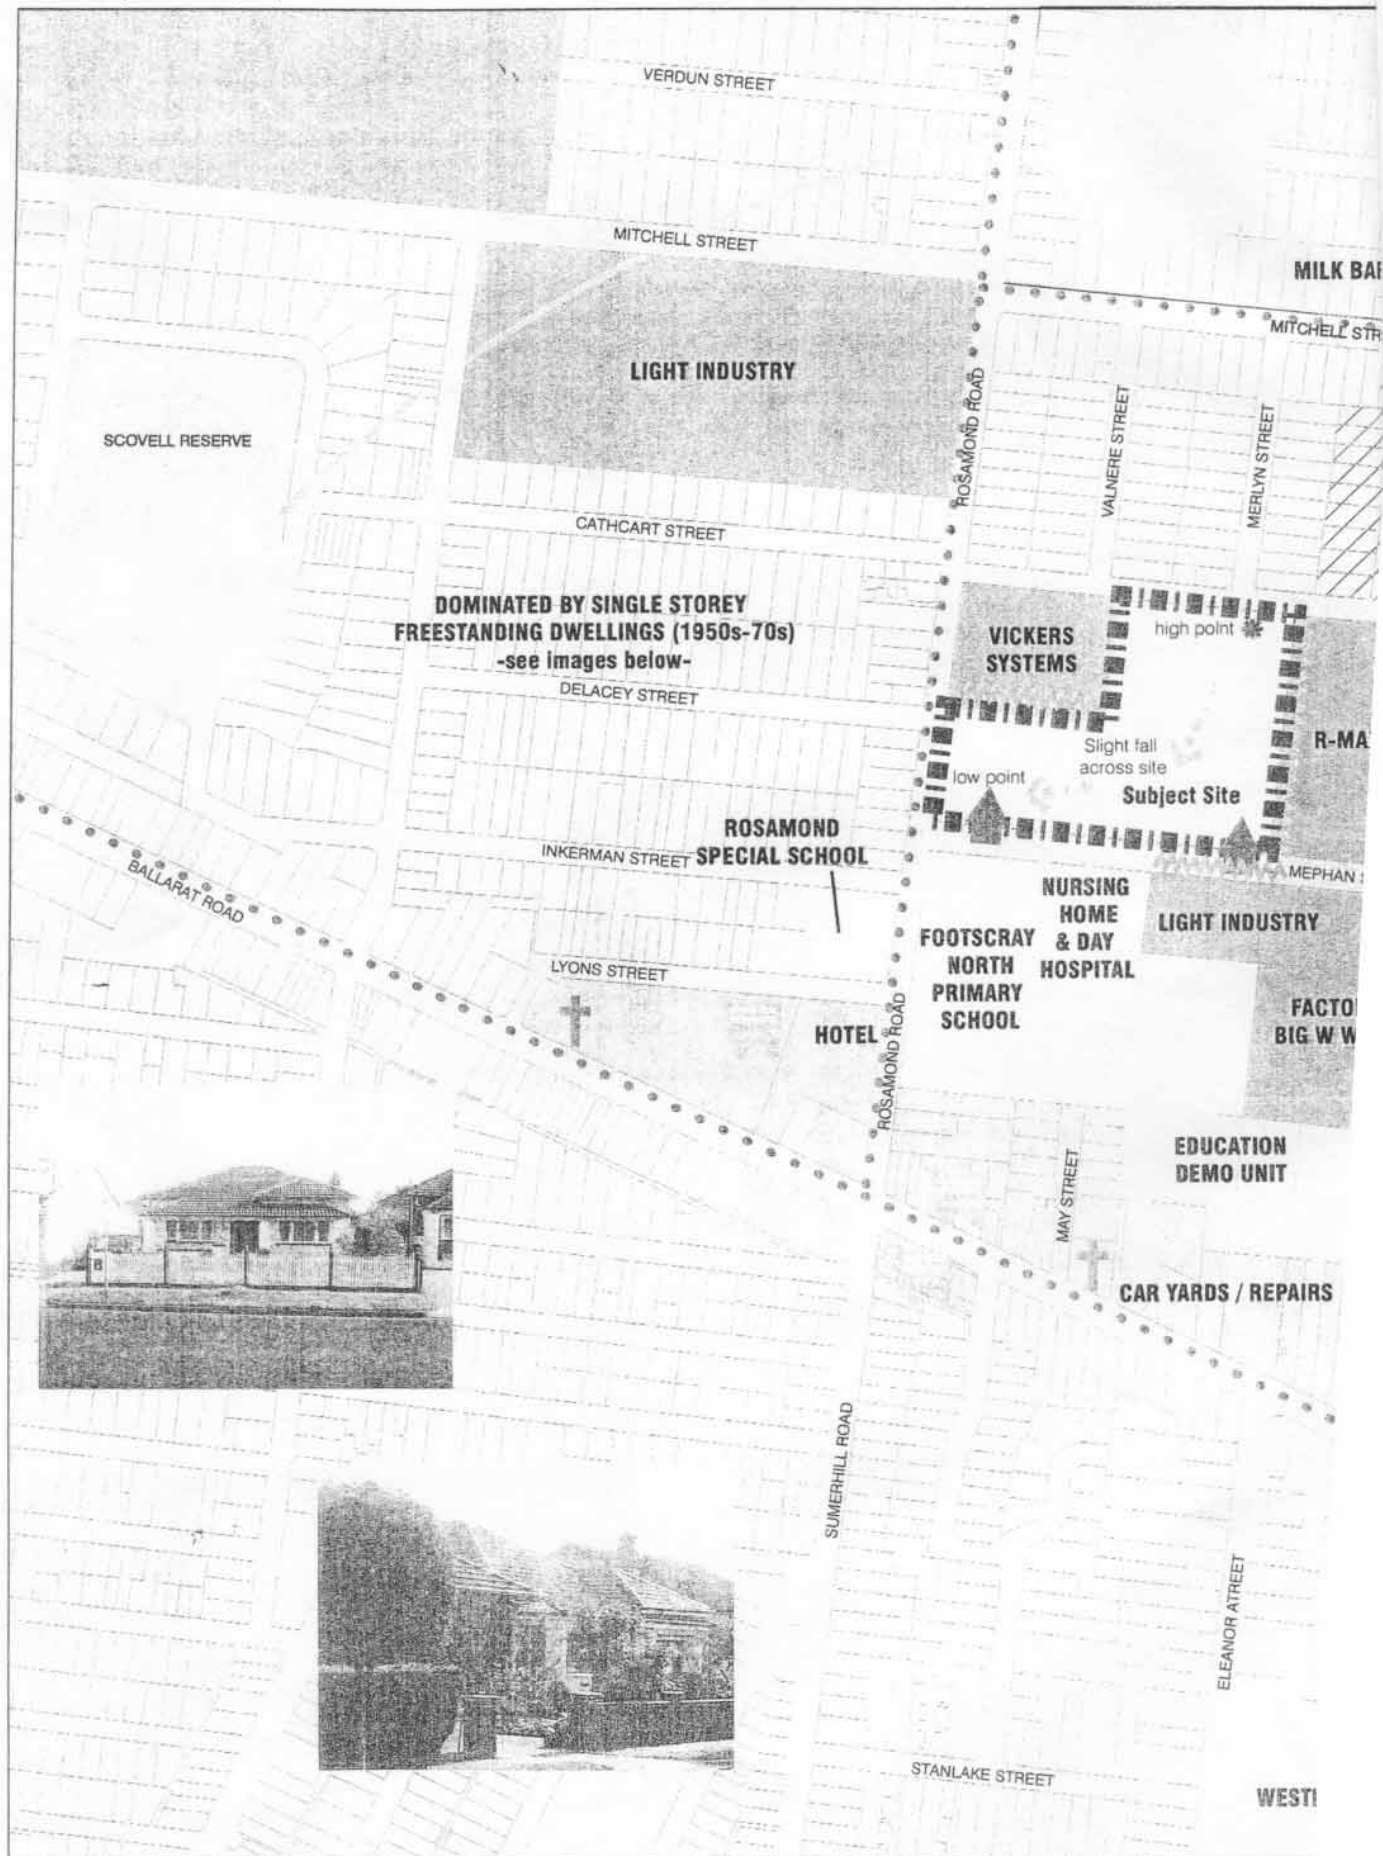 VERDUN STREET
MITCHELL STREET
MILK BAR
MITCHELL STR
LIGHT INDUSTRY
ROSAMOND ROAD
VALNERE STREET
MERLYN STREET
SCOVELL RESERVE
CATHCART STREET
DOMINATED BY SINGLE STOREY
FREESTANDING DWELLINGS (1950s-70s)
-see images below-
VICKERS
SYSTEMS
high point
DELACEY STREET
R-MA
Slight fall
across site
low point
Subject Site
ROSAMOND
SPECIAL SCHOOL
INKERMAN STREET
MEPHAN
BALLARAT ROAD
NURSING
HOME
& DAY
HOSPITAL
LIGHT INDUSTRY
FOOTSCRAY
NORTH
PRIMARY
SCHOOL
LYONS STREET
HOTEL
ROSAMOND ROAD
FACTO
BIG W W
EDUCATION
DEMO UNIT
MAY STREET
CAR YARDS / REPAIRS
SUMERHILL ROAD
ELEANOR ATREET
STANLAKE STREET
WEST